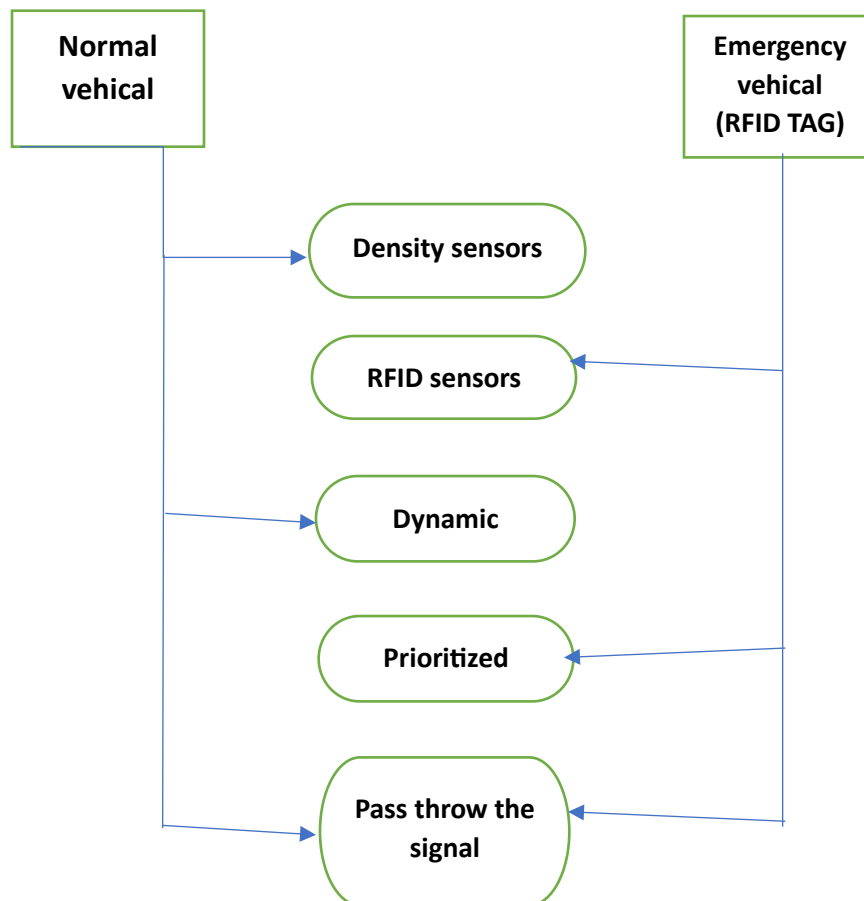 Normal
vehical
Emergency
vehical
(RFID TAG)
Density sensors
RFID sensors
Dynamic
Prioritized
Pass throw the
signal